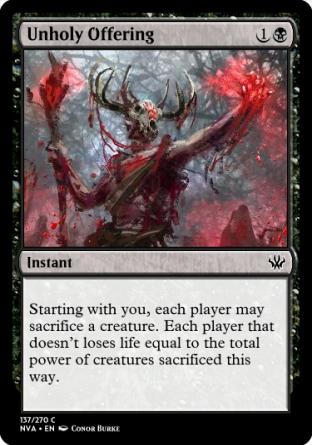 Unholy Offering 1
Instant
Starting with you, each player may
sacrifice a creature. Each player that
doesn't loses life equal to the total
power of creatures sacrificed this
way.
137/270 C
NVA • EN Conor Burke